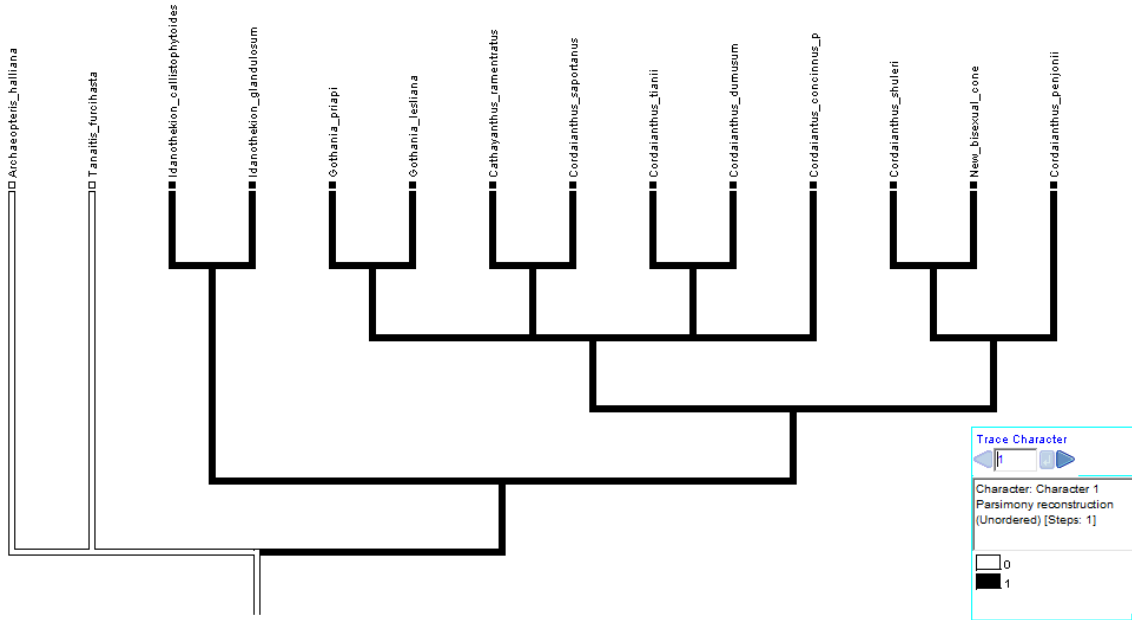 Archaeopteris_halliana
Tanaitis_furcihasta
Idanothekion_callistophytoides
Idanothekion_glandulosum
Gothania_priapi
Gothania_lesliana
Cathayanthus_ramentratus
Cordaianthus_saportanus
Cordaianthus_tianii
Cordaianthus_dumusum
Cordaiantus_concinnus_p
Cordaianthus_shuleri
New_bisexual_cone
Cordaianthus_penjonii
Trace Character
1
Character: Character 1
Parsimony reconstruction
(Unordered) [Steps: 1]
0
1